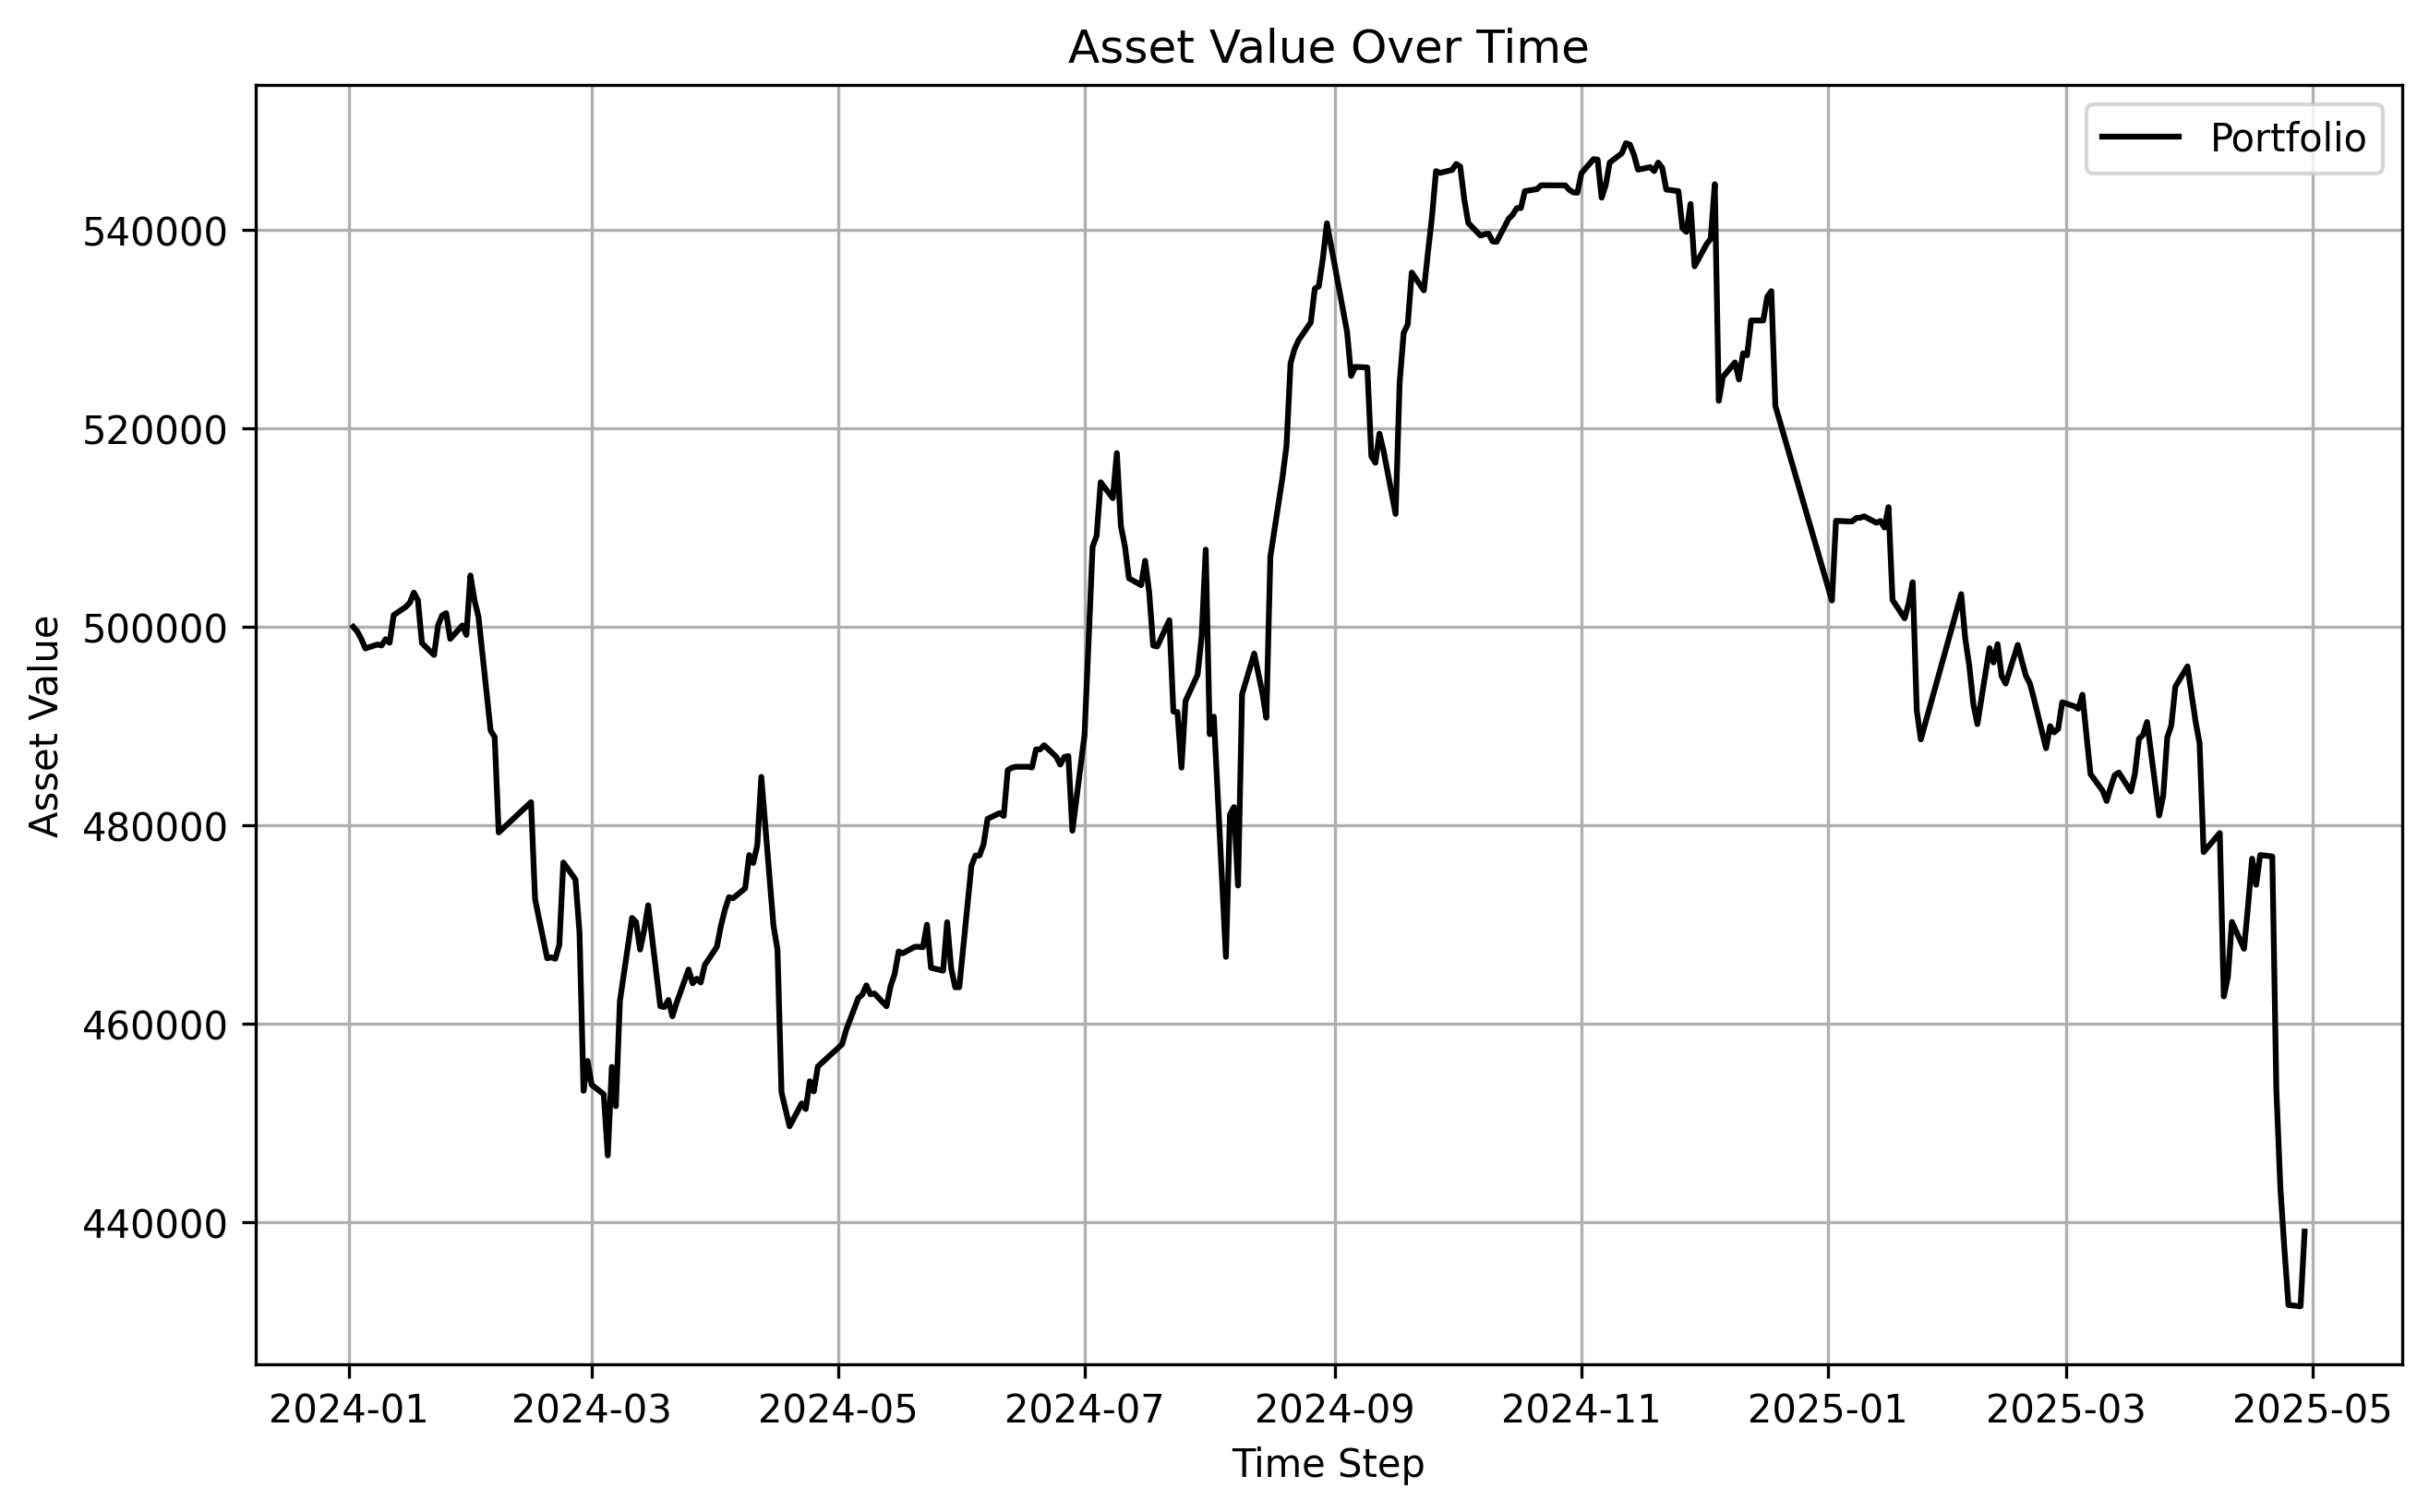 Asset Value Over Time
Portfolio
Asset Value
540000
520000
500000
480000
460000
440000
2024-01 2024-03 2024-05 2024-07 2024-09 2024-11 2025-01 2025-03 2025-05
Time Step